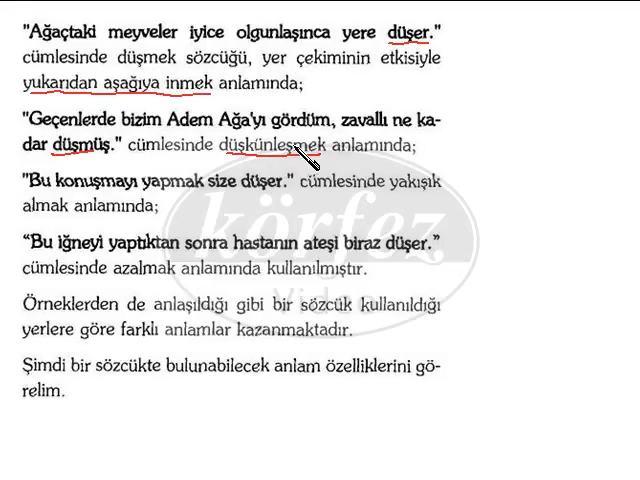 "Ağaçtaki meyveler iyice olgunlaşınca yere düşer."
cümlesinde düşmek sözcüğü, yer çekiminin etkisiyle
yukarıdan aşağıya inmek anlamında;
"Geçenlerde bizim Adem Ağa'yı gördüm, zavallı ne ka-
dar düşmüş." cümlesinde düşkünleşmek anlamında;
"Bu konuşmayı yapmak size düşer." cümlesinde yakışık
almak anlamında;
"Bu iğneyi yaptıktan sonra hastanın ateşi biraz düşer."
cümlesinde azalmak anlamında kullanılmıştır.
Örneklerden de anlaşıldığı gibi bir sözcük kullanıldığı
yerlere göre farklı anlamlar kazanmaktadır.
Şimdi bir sözcükte bulunabilecek anlam özelliklerini gö-
relim.
körfez
Video